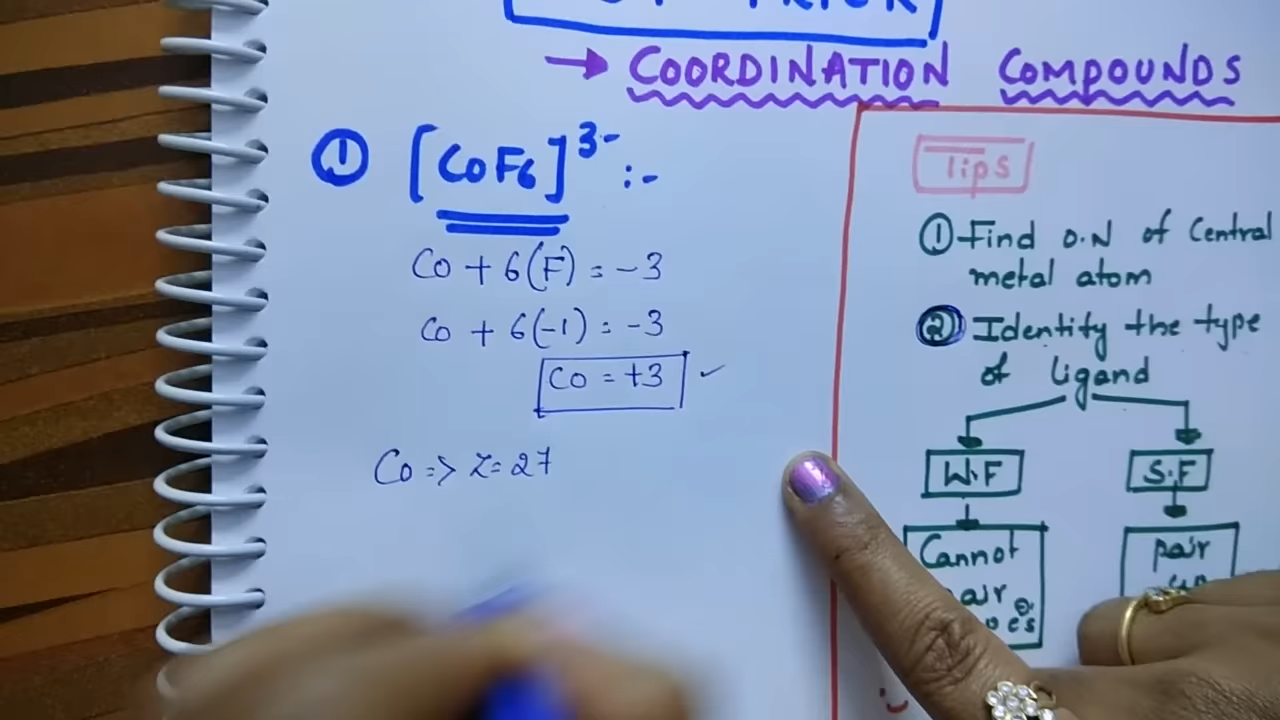 → COORDINATION COMPOUNDS
① [CoF6]³⁻ :-
Co + 6(F) = -3
Co + 6(-1) = -3
Co = +3 ✓
Co => Z = 27
Tips
① Find O.N of Central
metal atom
② Identify the type
of ligand
W.F S.F
Cannot
pair